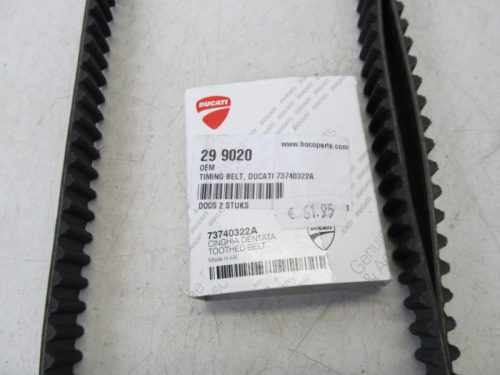 DUCATI
29 9020
www.hocoparts.com
OEM
TIMING BELT, DUCATI 73740322A
DOOS 2 STUKS
€ 61.95
73740322A
CINGHIA DENTATA
TOOTHED BELT
Made in UK
DUCATI